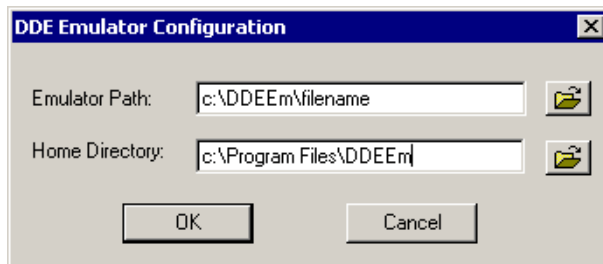 DDE Emulator Configuration
Emulator Path: c:\DDEEm\filename
Home Directory: c:\Program Files\DDEEm
OK Cancel